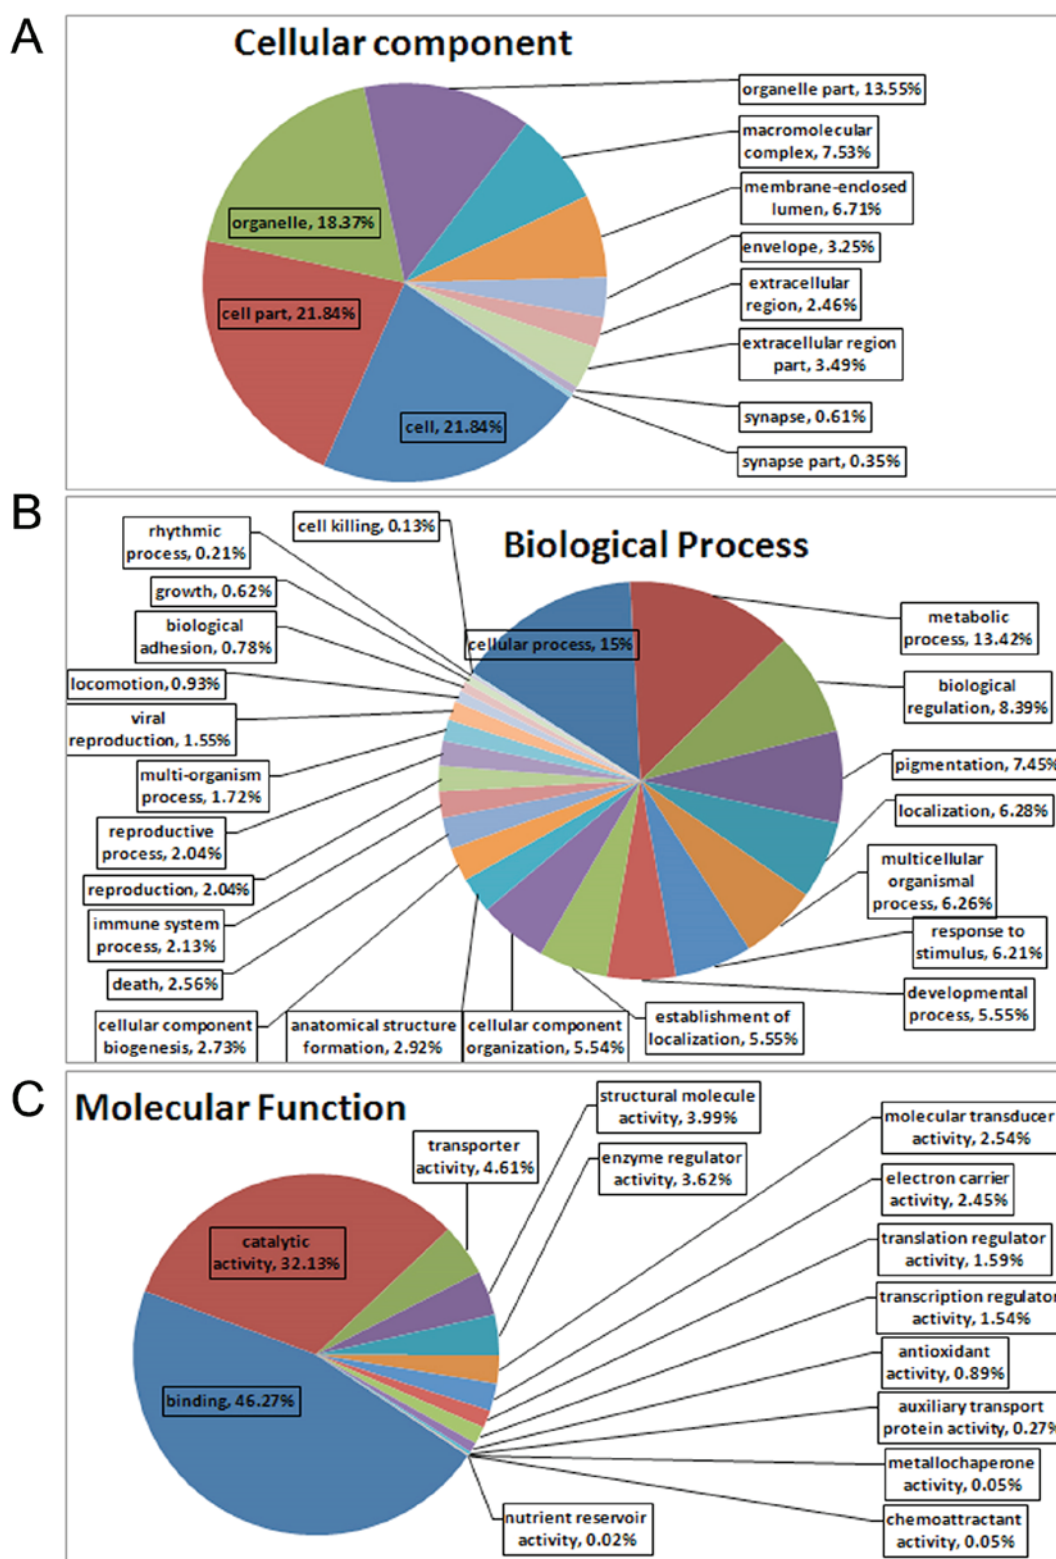 A
Cellular component
organelle part, 13.55%
macromolecular
complex, 7.53%
membrane-enclosed
lumen, 6.71%
envelope, 3.25%
extracellular
region, 2.46%
extracellular region
part, 3.49%
synapse, 0.61%
synapse part, 0.35%
organelle, 18.37%
cell part, 21.84%
cell, 21.84%
B
Biological Process
cell killing, 0.13%
rhythmic
process, 0.21%
growth, 0.62%
biological
adhesion, 0.78%
locomotion, 0.93%
viral
reproduction, 1.55%
multi-organism
process, 1.72%
reproductive
process, 2.04%
reproduction, 2.04%
immune system
process, 2.13%
death, 2.56%
cellular component
biogenesis, 2.73%
anatomical structure
formation, 2.92%
cellular component
organization, 5.54%
establishment of
localization, 5.55%
developmental
process, 5.55%
response to
stimulus, 6.21%
multicellular
organismal
process, 6.26%
localization, 6.28%
pigmentation, 7.45%
biological
regulation, 8.39%
metabolic
process, 13.42%
cellular process, 15%
C
Molecular Function
transporter
activity, 4.61%
structural molecule
activity, 3.99%
enzyme regulator
activity, 3.62%
molecular transducer
activity, 2.54%
electron carrier
activity, 2.45%
translation regulator
activity, 1.59%
transcription regulator
activity, 1.54%
antioxidant
activity, 0.89%
auxiliary transport
protein activity, 0.27%
metallochaperone
activity, 0.05%
chemoattractant
activity, 0.05%
nutrient reservoir
activity, 0.02%
catalytic
activity, 32.13%
binding, 46.27%